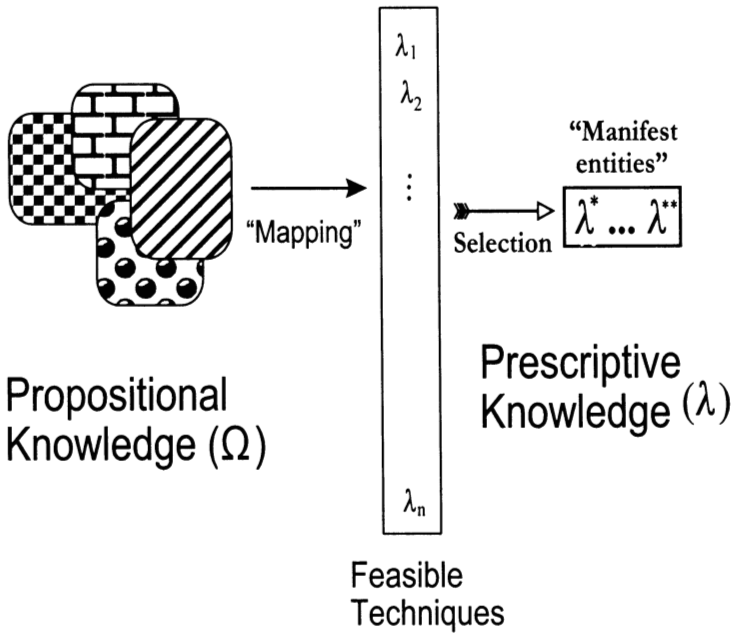 λ1
λ2
⋮
λn
"Mapping"
Selection
"Manifest
entities"
λ* ... λ**
Propositional
Knowledge (Ω)
Prescriptive
Knowledge (λ)
Feasible
Techniques